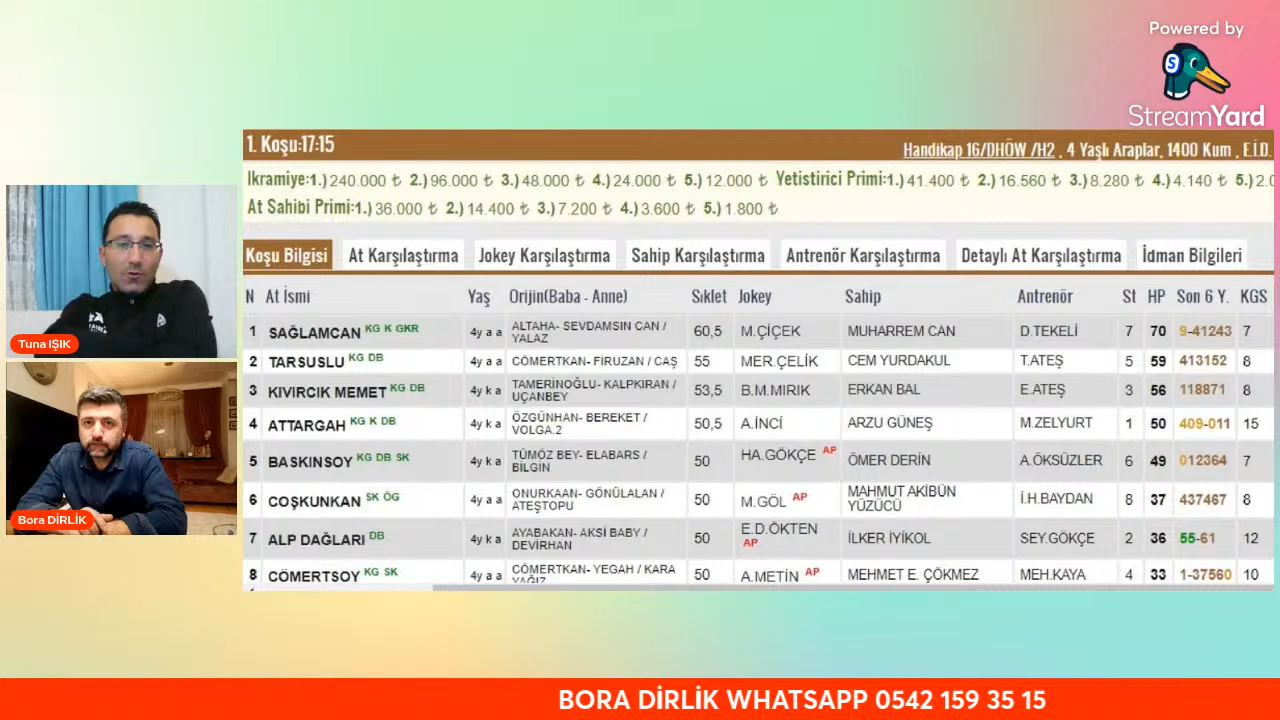 Powered by
StreamYard
1. Koşu:17:15
Handikap 16/DHÖW /H2 , 4 Yaşlı Araplar, 1400 Kum , E.İ.D.
Ikramiye:1.) 240.000 ₺ 2.) 96.000 ₺ 3.) 48.000 ₺ 4.) 24.000 ₺ 5.) 12.000 ₺ Yetistirici Primi:1.) 41.400 ₺ 2.) 16.560 ₺ 3.) 8.280 ₺ 4.) 4.140 ₺ 5.) 2.0
At Sahibi Primi:1.) 36.000 ₺ 2.) 14.400 ₺ 3.) 7.200 ₺ 4.) 3.600 ₺ 5.) 1.800 ₺
Koşu Bilgisi At Karşılaştırma Jokey Karşılaştırma Sahip Karşılaştırma Antrenör Karşılaştırma Detaylı At Karşılaştırma İdman Bilgileri
N At İsmi Yaş Orijin(Baba - Anne) Sıklet Jokey Sahip Antrenör St HP Son 6 Y. KGS
1 SAĞLAMCAN KG K GKR 4y a a ALTAHA- SEVDAMSIN CAN / YALAZ 60,5 M.ÇİÇEK MUHARREM CAN D.TEKELİ 7 70 9-41243 7
2 TARSUSLU KG DB 4y a a CÖMERTKAN- FİRUZAN / CAŞ 55 MER.ÇELİK CEM YURDAKUL T.ATEŞ 5 59 413152 8
3 KIVIRCIK MEMET KG DB 4y k a TAMERİNOĞLU- KALPKIRAN / UÇANBEY 53,5 B.M.MIRIK ERKAN BAL E.ATEŞ 3 56 118871 8
4 ATTARGAH KG K DB 4y k a ÖZGÜNHAN- BEREKET / VOLGA.2 50,5 A.İNCİ ARZU GÜNEŞ M.ZELYURT 1 50 409-011 15
5 BASKINSOY KG DB SK 4y k a TÜMÖZ BEY- ELABARS / BİLGİN 50 HA.GÖKÇE AP ÖMER DERİN A.ÖKSÜZLER 6 49 012364 7
6 COŞKUNKAN SK ÖG 4y a a ONURKAAN- GÖNÜLALAN / ATEŞTOPU 50 M.GÖL AP MAHMUT AKİBÜN YÜZÜCÜ İ.H.BAYDAN 8 37 437467 8
7 ALP DAĞLARI DB 4y k a AYABAKAN- AKSİ BABY / DEVİRHAN 50 E.D.ÖKTEN AP İLKER İYİKOL SEY.GÖKÇE 2 36 55-61 12
8 CÖMERTSOY KG SK 4y a a CÖMERTKAN- YEGAH / KARA YAĞIZ 50 A.METİN AP MEHMET E. ÇÖKMEZ MEH.KAYA 4 33 1-37560 10
Tuna IŞIK
Bora DİRLİK
BORA DİRLİK WHATSAPP 0542 159 35 15